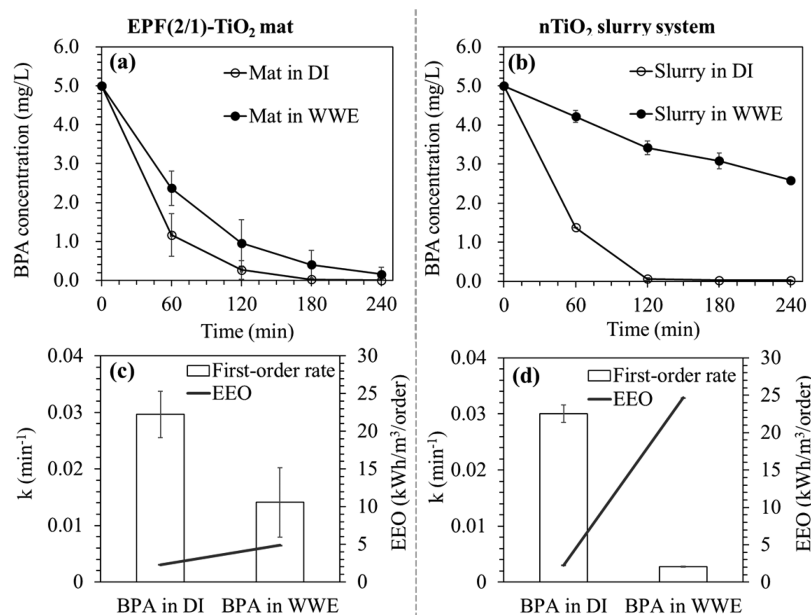 EPF(2/1)-TiO2 mat
nTiO2 slurry system
(a)
Mat in DI
Mat in WWE
BPA concentration (mg/L)
6.0
5.0
4.0
3.0
2.0
1.0
0.0
0 60 120 180 240
Time (min)
(b)
Slurry in DI
Slurry in WWE
BPA concentration (mg/L)
6.0
5.0
4.0
3.0
2.0
1.0
0.0
0 60 120 180 240
Time (min)
(c)
First-order rate
EEO
k (min-1)
0.04
0.03
0.02
0.01
0
30
25
20
15
10
5
0
EEO (kWh/m3/order)
BPA in DI BPA in WWE
(d)
First-order rate
EEO
k (min-1)
0.04
0.03
0.02
0.01
0
30
25
20
15
10
5
0
EEO (kWh/m3/order)
BPA in DI BPA in WWE